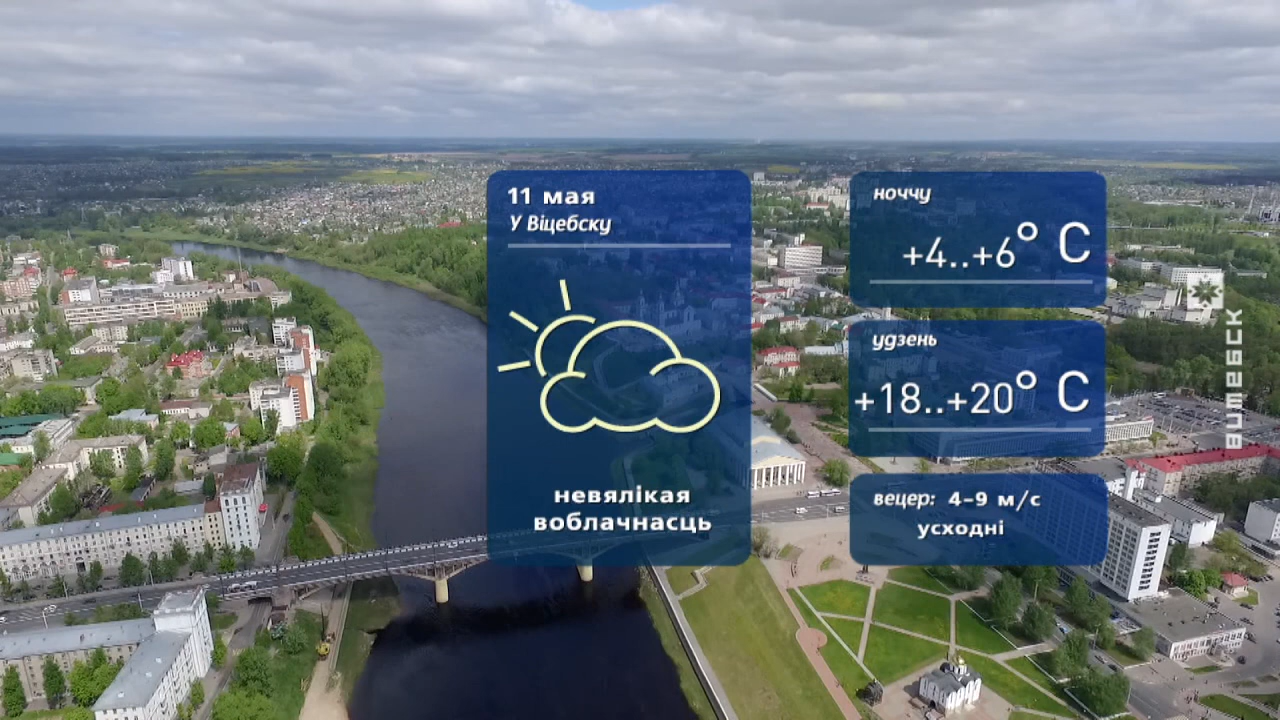 11 мая
У Віцебску
невялікая
воблачнасць
ноччу
+4..+6° C
удзень
+18..+20° C
вецер: 4-9 м/с
усходні
ВИТЕБСК